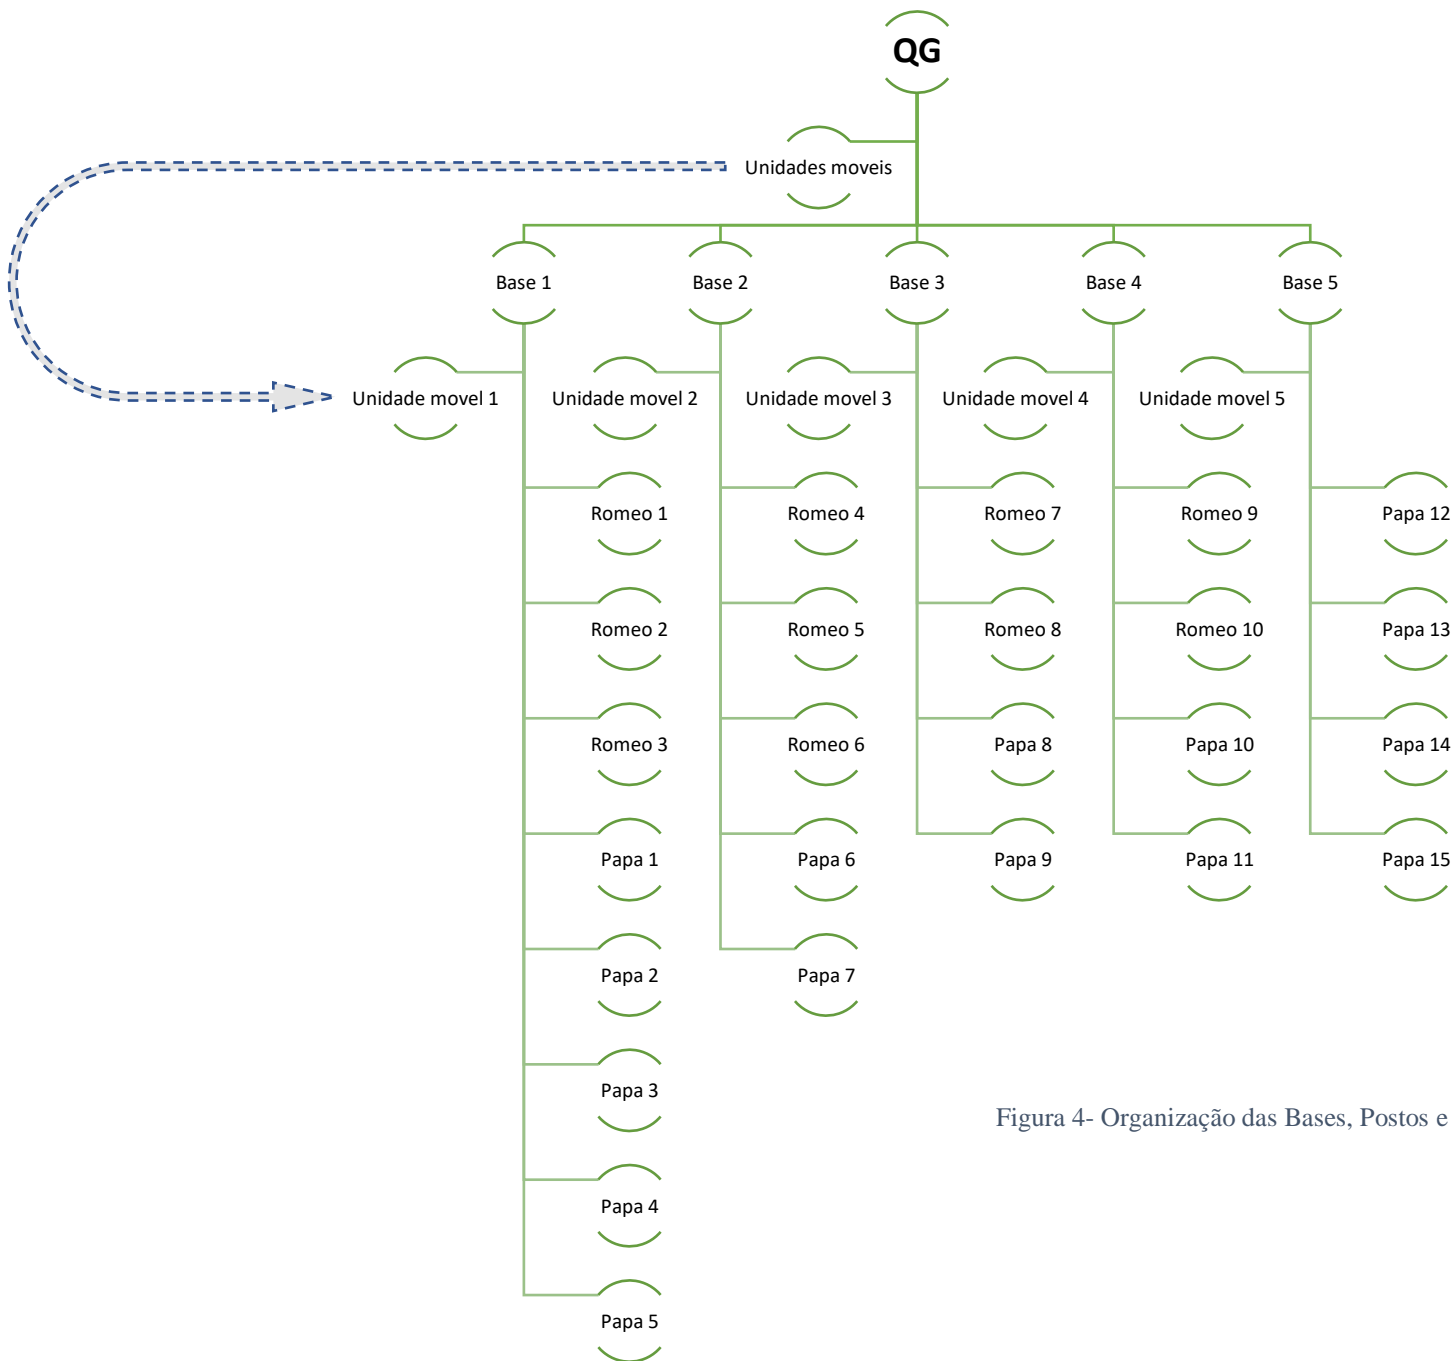 QG
Unidades moveis
Base 1
Base 2
Base 3
Base 4
Base 5
Unidade movel 1
Unidade movel 2
Unidade movel 3
Unidade movel 4
Unidade movel 5
Romeo 1
Romeo 4
Romeo 7
Romeo 9
Papa 12
Romeo 2
Romeo 5
Romeo 8
Romeo 10
Papa 13
Romeo 3
Romeo 6
Papa 8
Papa 10
Papa 14
Papa 1
Papa 6
Papa 9
Papa 11
Papa 15
Papa 2
Papa 7
Papa 3
Figura 4- Organização das Bases, Postos e
Papa 4
Papa 5